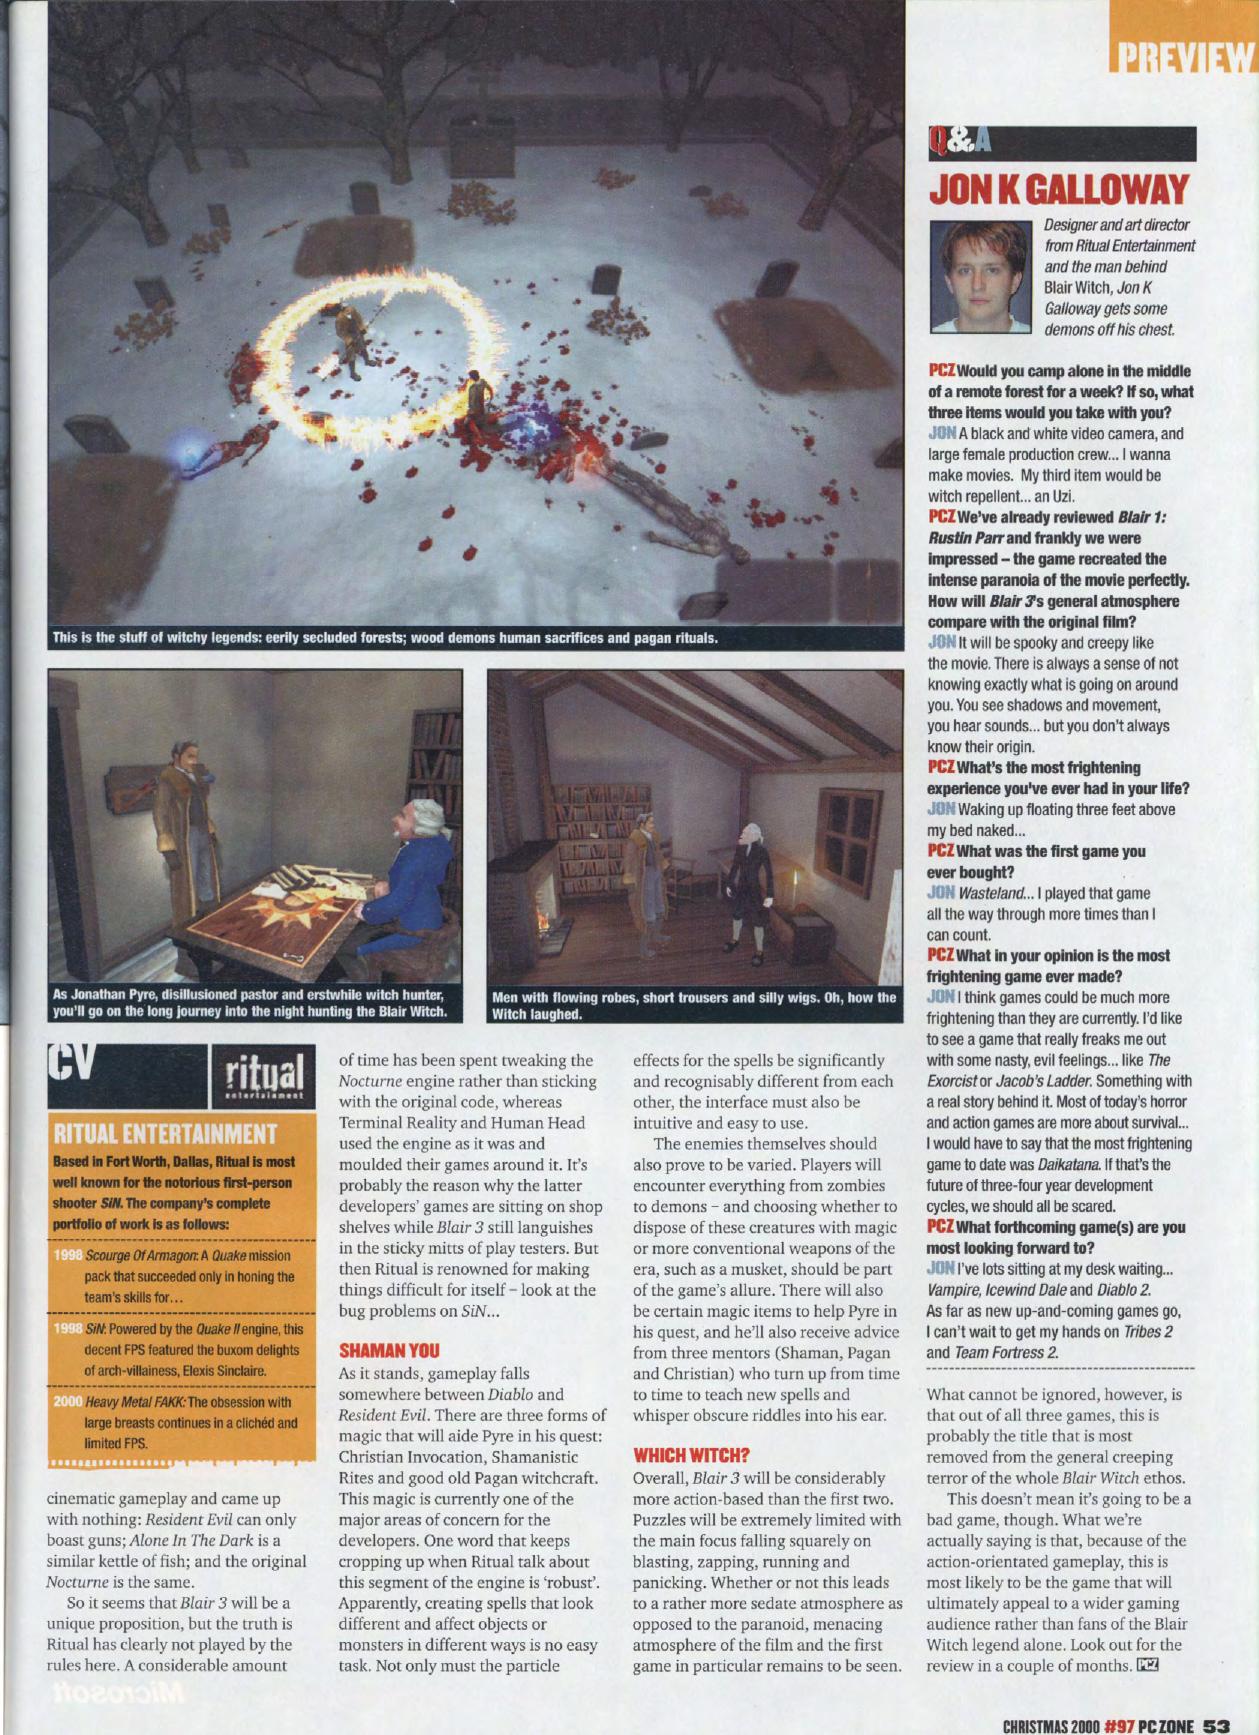 PREVIEW
This is the stuff of witchy legends: eerily secluded forests; wood demons human sacrifices and pagan rituals.
As Jonathan Pyre, disillusioned pastor and erstwhile witch hunter,
you'll go on the long journey into the night hunting the Blair Witch.
Men with flowing robes, short trousers and silly wigs. Oh, how the
Witch laughed.
CV
ritual
entertainment
RITUAL ENTERTAINMENT
Based in Fort Worth, Dallas, Ritual is most
well known for the notorious first-person
shooter SiN. The company's complete
portfolio of work is as follows:
1998 Scourge Of Armagon: A Quake mission
pack that succeeded only in honing the
team's skills for...
1998 SiN: Powered by the Quake II engine, this
decent FPS featured the buxom delights
of arch-villainess, Elexis Sinclaire.
2000 Heavy Metal FAKK: The obsession with
large breasts continues in a clichéd and
limited FPS.
cinematic gameplay and came up
with nothing: Resident Evil can only
boast guns; Alone In The Dark is a
similar kettle of fish; and the original
Nocturne is the same.
So it seems that Blair 3 will be a
unique proposition, but the truth is
Ritual has clearly not played by the
rules here. A considerable amount
of time has been spent tweaking the
Nocturne engine rather than sticking
with the original code, whereas
Terminal Reality and Human Head
used the engine as it was and
moulded their games around it. It's
probably the reason why the latter
developers' games are sitting on shop
shelves while Blair 3 still languishes
in the sticky mitts of play testers. But
then Ritual is renowned for making
things difficult for itself – look at the
bug problems on SiN...
SHAMAN YOU
As it stands, gameplay falls
somewhere between Diablo and
Resident Evil. There are three forms of
magic that will aide Pyre in his quest:
Christian Invocation, Shamanistic
Rites and good old Pagan witchcraft.
This magic is currently one of the
major areas of concern for the
developers. One word that keeps
cropping up when Ritual talk about
this segment of the engine is 'robust'.
Apparently, creating spells that look
different and affect objects or
monsters in different ways is no easy
task. Not only must the particle
effects for the spells be significantly
and recognisably different from each
other, the interface must also be
intuitive and easy to use.
The enemies themselves should
also prove to be varied. Players will
encounter everything from zombies
to demons – and choosing whether to
dispose of these creatures with magic
or more conventional weapons of the
era, such as a musket, should be part
of the game's allure. There will also
be certain magic items to help Pyre in
his quest, and he'll also receive advice
from three mentors (Shaman, Pagan
and Christian) who turn up from time
to time to teach new spells and
whisper obscure riddles into his ear.
WHICH WITCH?
Overall, Blair 3 will be considerably
more action-based than the first two.
Puzzles will be extremely limited with
the main focus falling squarely on
blasting, zapping, running and
panicking. Whether or not this leads
to a rather more sedate atmosphere as
opposed to the paranoid, menacing
atmosphere of the film and the first
game in particular remains to be seen.
Q&A
JON K GALLOWAY
Designer and art director
from Ritual Entertainment
and the man behind
Blair Witch, Jon K
Galloway gets some
demons off his chest.
PCZ Would you camp alone in the middle
of a remote forest for a week? If so, what
three items would you take with you?
JON A black and white video camera, and
large female production crew... I wanna
make movies. My third item would be
witch repellent... an Uzi.
PCZ We've already reviewed Blair 1:
Rustin Parr and frankly we were
impressed – the game recreated the
intense paranoia of the movie perfectly.
How will Blair 3's general atmosphere
compare with the original film?
JON It will be spooky and creepy like
the movie. There is always a sense of not
knowing exactly what is going on around
you. You see shadows and movement,
you hear sounds... but you don't always
know their origin.
PCZ What's the most frightening
experience you've ever had in your life?
JON Waking up floating three feet above
my bed naked...
PCZ What was the first game you
ever bought?
JON Wasteland... I played that game
all the way through more times than I
can count.
PCZ What in your opinion is the most
frightening game ever made?
JON I think games could be much more
frightening than they are currently. I'd like
to see a game that really freaks me out
with some nasty, evil feelings... like The
Exorcist or Jacob's Ladder. Something with
a real story behind it. Most of today's horror
and action games are more about survival...
I would have to say that the most frightening
game to date was Daikatana. If that's the
future of three-four year development
cycles, we should all be scared.
PCZ What forthcoming game(s) are you
most looking forward to?
JON I've lots sitting at my desk waiting...
Vampire, Icewind Dale and Diablo 2.
As far as new up-and-coming games go,
I can't wait to get my hands on Tribes 2
and Team Fortress 2.
What cannot be ignored, however, is
that out of all three games, this is
probably the title that is most
removed from the general creeping
terror of the whole Blair Witch ethos.
This doesn't mean it's going to be a
bad game, though. What we're
actually saying is that, because of the
action-orientated gameplay, this is
most likely to be the game that will
ultimately appeal to a wider gaming
audience rather than fans of the Blair
Witch legend alone. Look out for the
review in a couple of months. PCZ
Microsoft
CHRISTMAS 2000 #97 PC ZONE 53